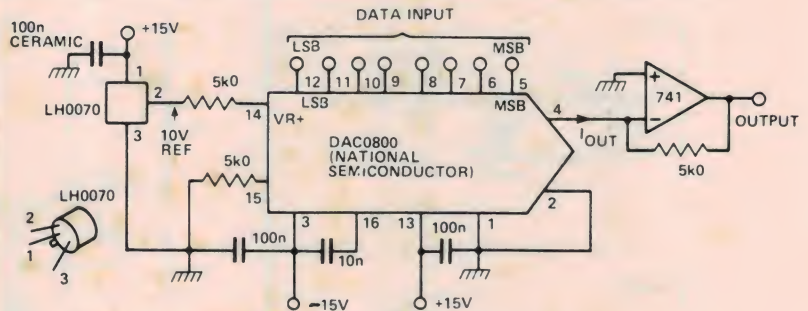 DATA INPUT
100n
CERAMIC
+15V
LSB
MSB
12
11
10
9
8
7
6
5
1
LH0070
2
3
10V
REF
5k0
14
VR+
LSB
MSB
DAC0800
(NATIONAL
SEMICONDUCTOR)
4
IOUT
+
741
−
OUTPUT
5k0
5k0
15
2
LH0070
2
1
3
100n
3
16
10n
13
100n
1
−15V
+15V